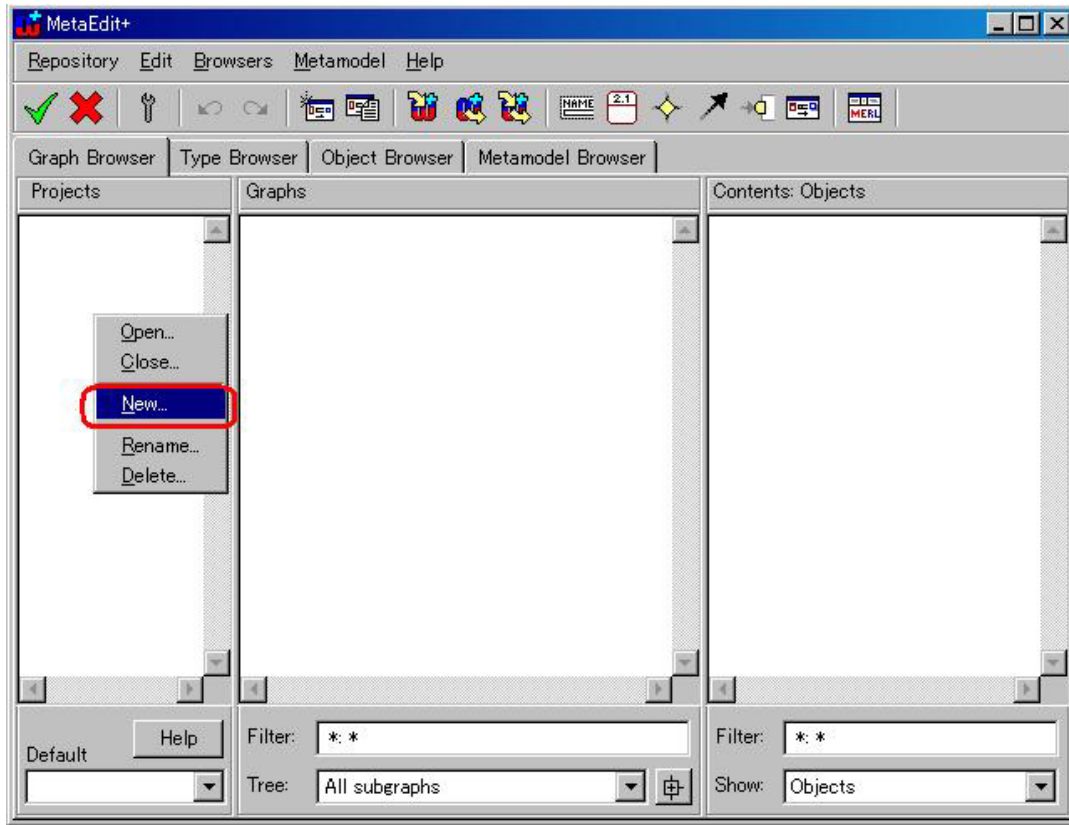 MetaEdit+
Repository Edit Browsers Metamodel Help
NAME 2.1 MERL
Graph Browser Type Browser Object Browser Metamodel Browser
Projects Graphs Contents: Objects
Open...
Close...
New...
Rename...
Delete...
Help Filter: *: * Filter: *: *
Default
Tree: All subgraphs Show: Objects